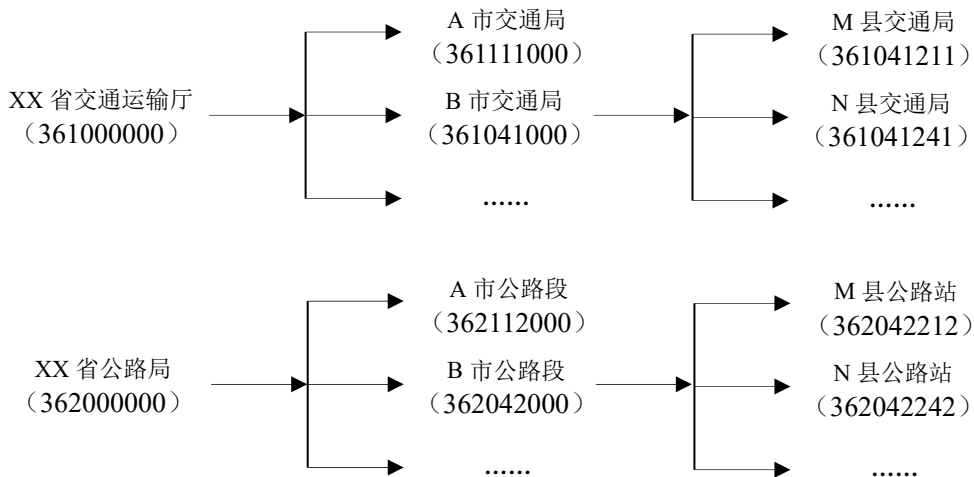 XX 省交通运输厅
（361000000）
A 市交通局
（361111000）
B 市交通局
（361041000）
......
M 县交通局
（361041211）
N 县交通局
（361041241）
......
XX 省公路局
（362000000）
A 市公路段
（362112000）
B 市公路段
（362042000）
......
M 县公路站
（362042212）
N 县公路站
（362042242）
......